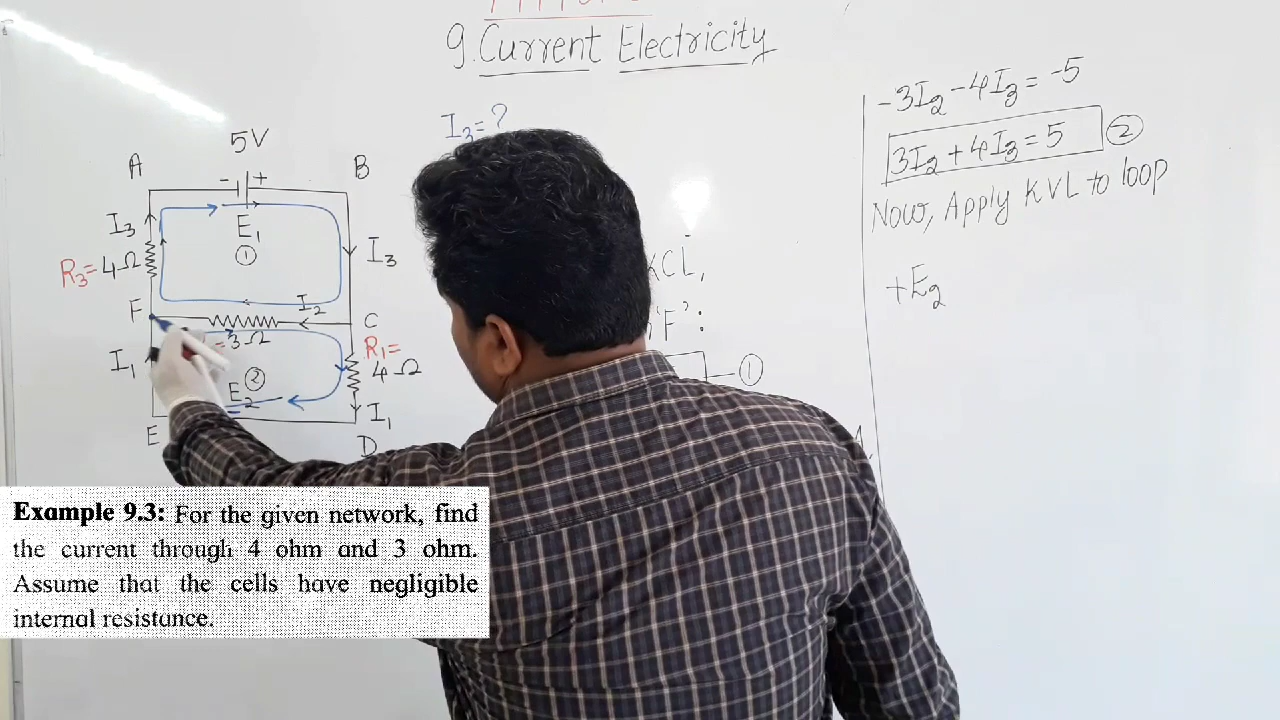 9.Current Electricity
I₃= ?
5V
A
B
- +
I₃
E₁
①
I₃
R₃= 4Ω
F
I₂
C
=3Ω
R₁=
4Ω
I₁
②
E₂
I₁
E
D
KCL,
'F':
①
-3I₂-4I₃= -5
3I₂+4I₃=5 ②
Now, Apply KVL to loop
+E₂
Example 9.3: For the given network, find
the current through 4 ohm and 3 ohm.
Assume that the cells have negligible
internal resistance.